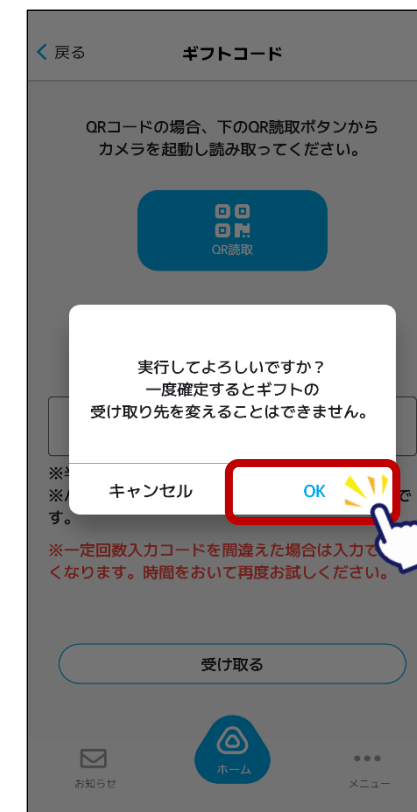 戻る
ギフトコード
QRコードの場合、下のQR読取ボタンから
カメラを起動し読み取ってください。
QR読取
実行してよろしいですか？
一度確定するとギフトの
受け取り先を変えることはできません。
キャンセル
OK
※
※
で
す。
※一定回数入力コードを間違えた場合は入力で
くなります。時間をおいて再度お試しください。
受け取る
お知らせ
ホーム
メニュー